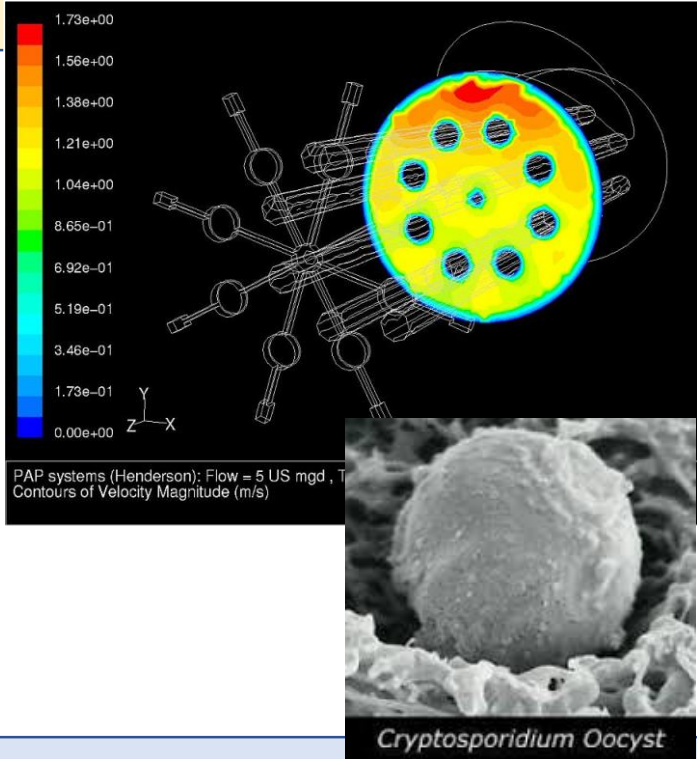 1.73e+00
1.56e+00
1.38e+00
1.21e+00
1.04e+00
8.65e−01
6.92e−01
5.19e−01
3.46e−01
1.73e−01
0.00e+00
Y
Z X
PAP systems (Henderson): Flow = 5 US mgd , T
Contours of Velocity Magnitude (m/s)
Cryptosporidium Oocyst